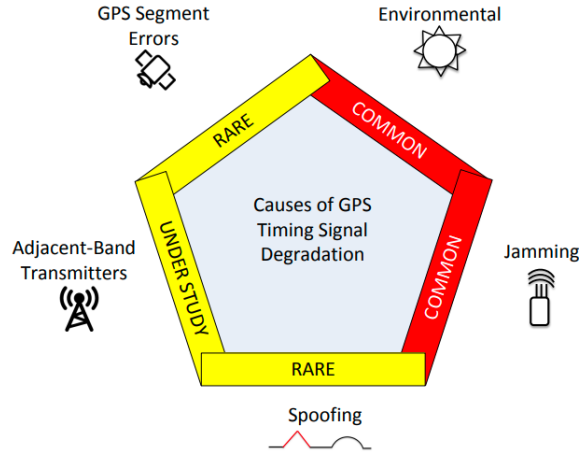 GPS Segment
Errors
Environmental
RARE
COMMON
Causes of GPS
Timing Signal
Degradation
Adjacent-Band
Transmitters
UNDER STUDY
COMMON
Jamming
RARE
Spoofing